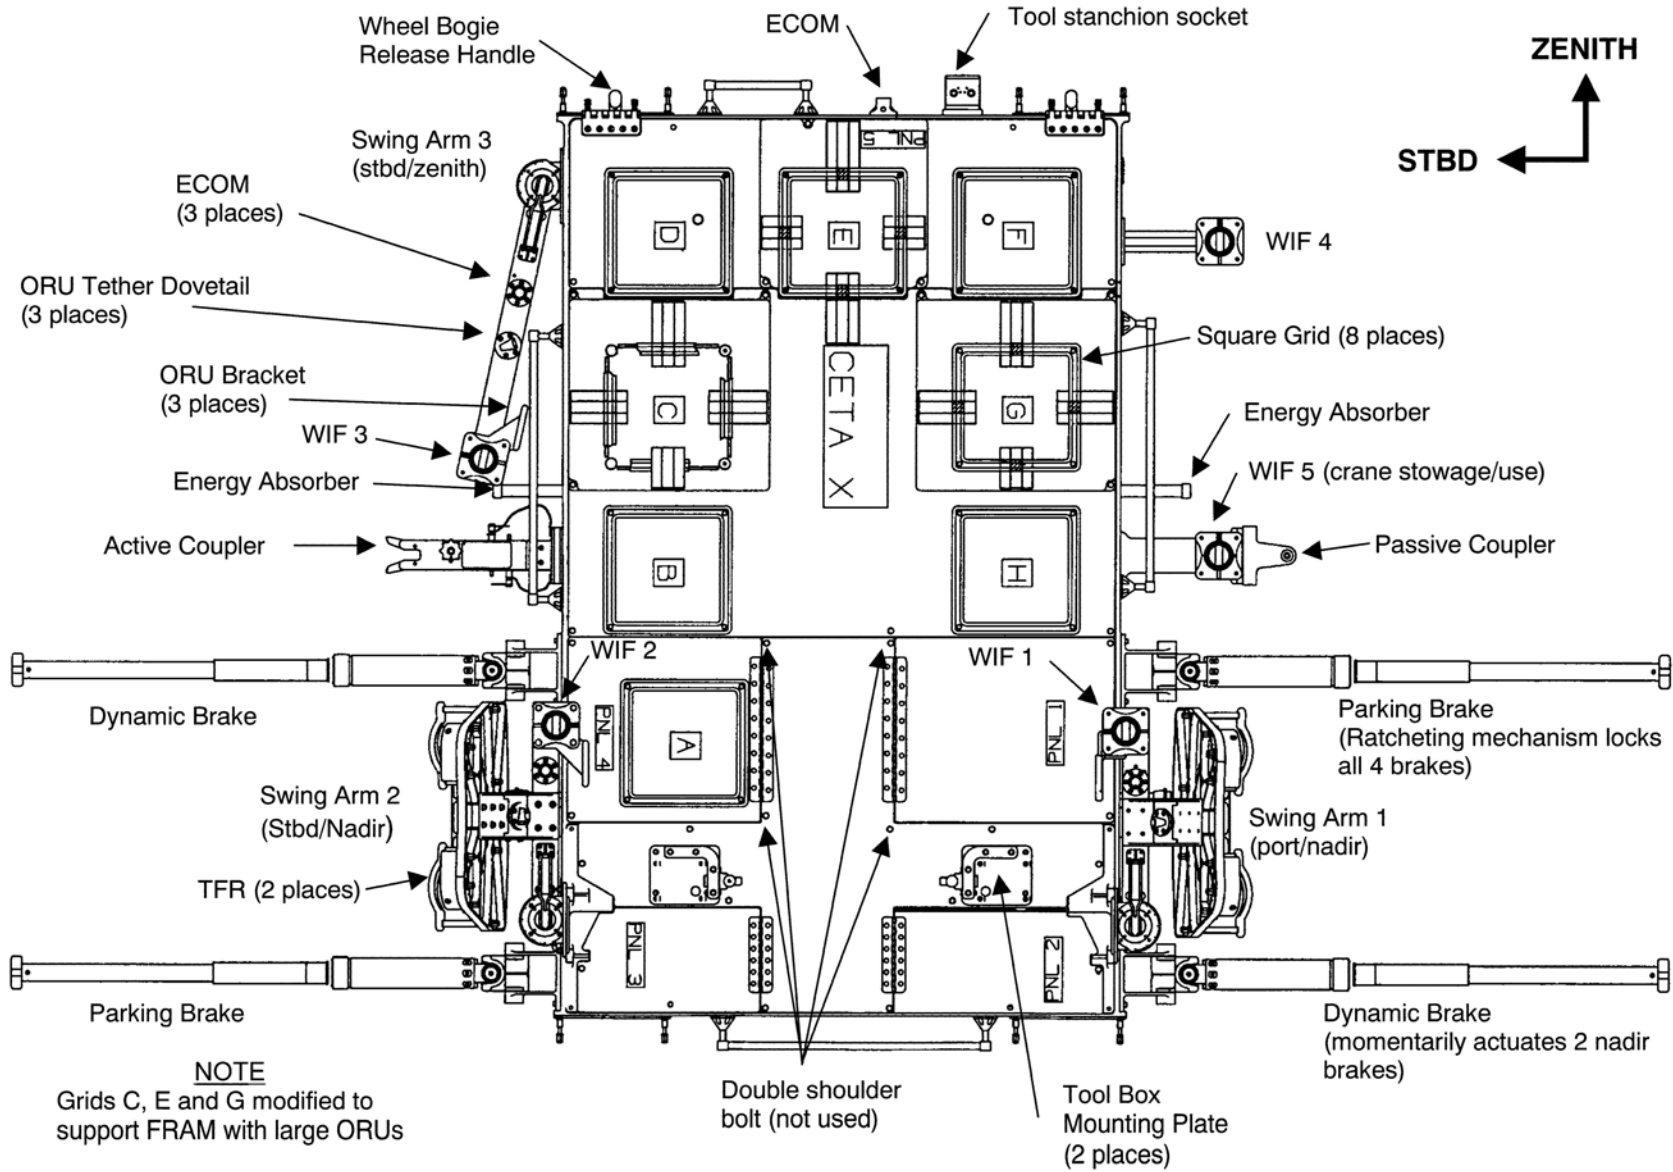 Wheel Bogie
Release Handle
ECOM
Tool stanchion socket
ZENITH
STBD
Swing Arm 3
(stbd/zenith)
ECOM
(3 places)
ORU Tether Dovetail
(3 places)
ORU Bracket
(3 places)
WIF 3
Energy Absorber
Active Coupler
PNL 5
D
E
F
WIF 4
Square Grid (8 places)
C
CETA X
G
Energy Absorber
WIF 5 (crane stowage/use)
Passive Coupler
B
H
WIF 2
WIF 1
Dynamic Brake
PNL 4
A
PNL 1
Parking Brake
(Ratcheting mechanism locks
all 4 brakes)
Swing Arm 2
(Stbd/Nadir)
Swing Arm 1
(port/nadir)
TFR (2 places)
PNL 3
PNL 2
Parking Brake
Dynamic Brake
(momentarily actuates 2 nadir
brakes)
NOTE
Grids C, E and G modified to
support FRAM with large ORUs
Double shoulder
bolt (not used)
Tool Box
Mounting Plate
(2 places)